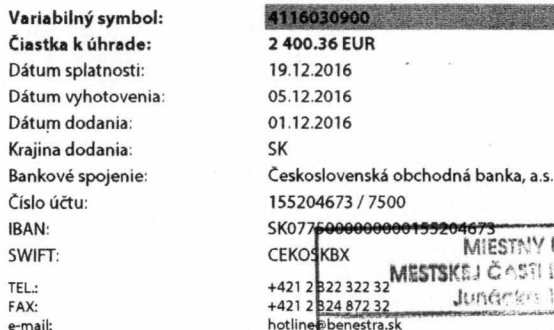 Variabilný symbol: 4116030900
Čiastka k úhrade: 2 400.36 EUR
Dátum splatnosti: 19.12.2016
Dátum vyhotovenia: 05.12.2016
Dátum dodania: 01.12.2016
Krajina dodania: SK
Bankové spojenie: Československá obchodná banka, a.s.
Číslo účtu: 155204673 / 7500
IBAN: SK0775000000000155204673
SWIFT: CEKOSKBX
MIESTNY
MESTSKEJ ČASTI
TEL.: +421 2 322 322 32
FAX: +421 2 324 872 32
e-mail: hotline@benestra.sk